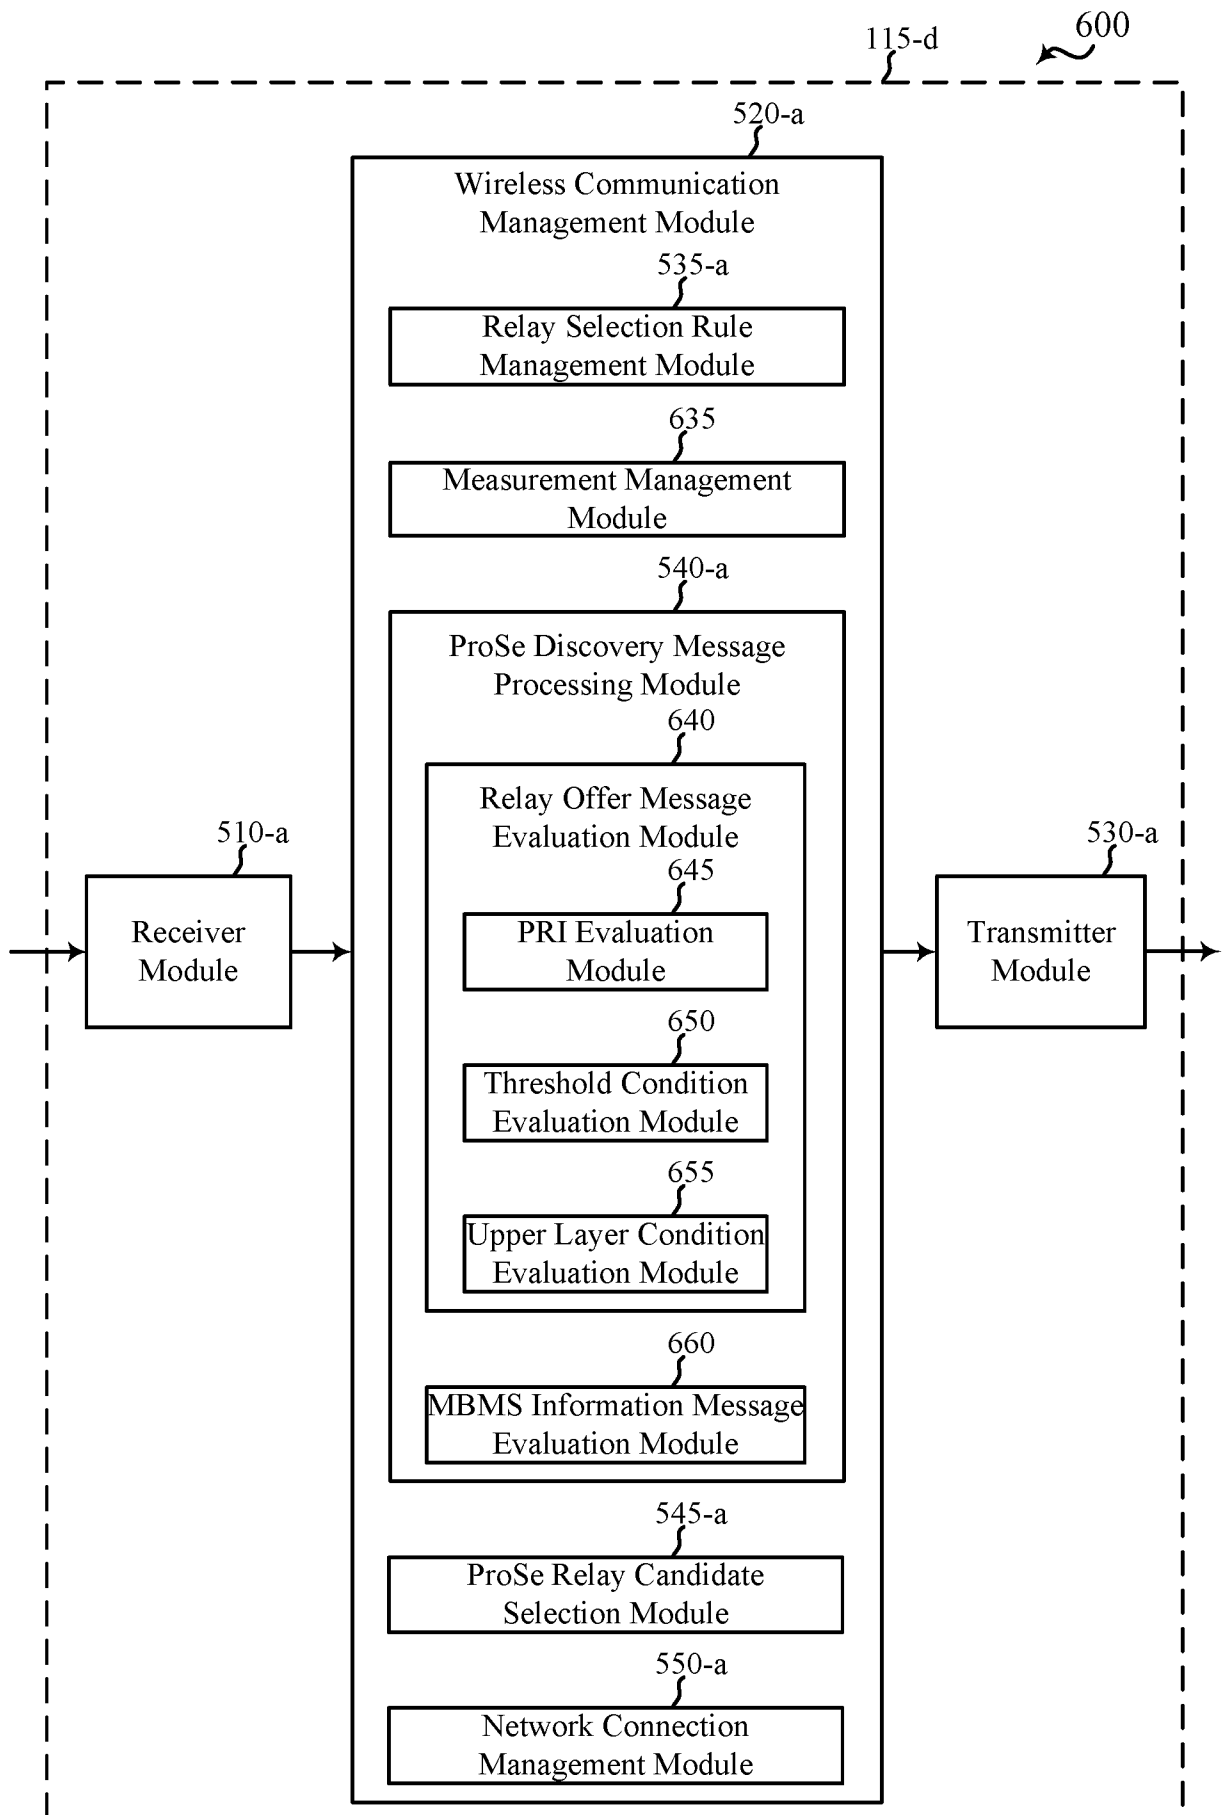 600
115-d
520-a
Wireless Communication
Management Module
535-a
Relay Selection Rule
Management Module
635
Measurement Management
Module
540-a
ProSe Discovery Message
Processing Module
640
Relay Offer Message
Evaluation Module
510-a
Receiver
Module
645
PRI Evaluation
Module
650
Threshold Condition
Evaluation Module
655
Upper Layer Condition
Evaluation Module
660
MBMS Information Message
Evaluation Module
545-a
ProSe Relay Candidate
Selection Module
550-a
Network Connection
Management Module
530-a
Transmitter
Module